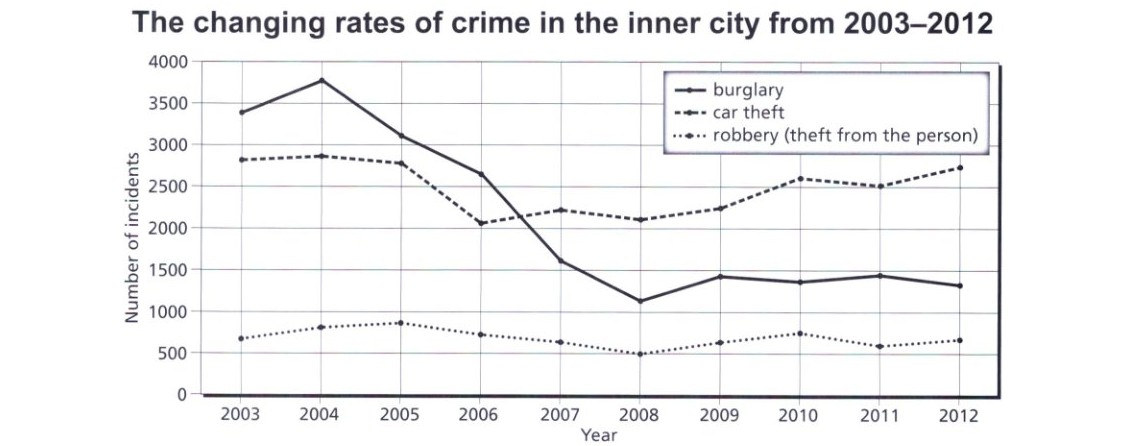 The changing rates of crime in the inner city from 2003–2012
4000
3500
3000
2500
2000
1500
1000
500
0
Number of incidents
burglary
car theft
robbery (theft from the person)
2003 2004 2005 2006 2007 2008 2009 2010 2011 2012
Year